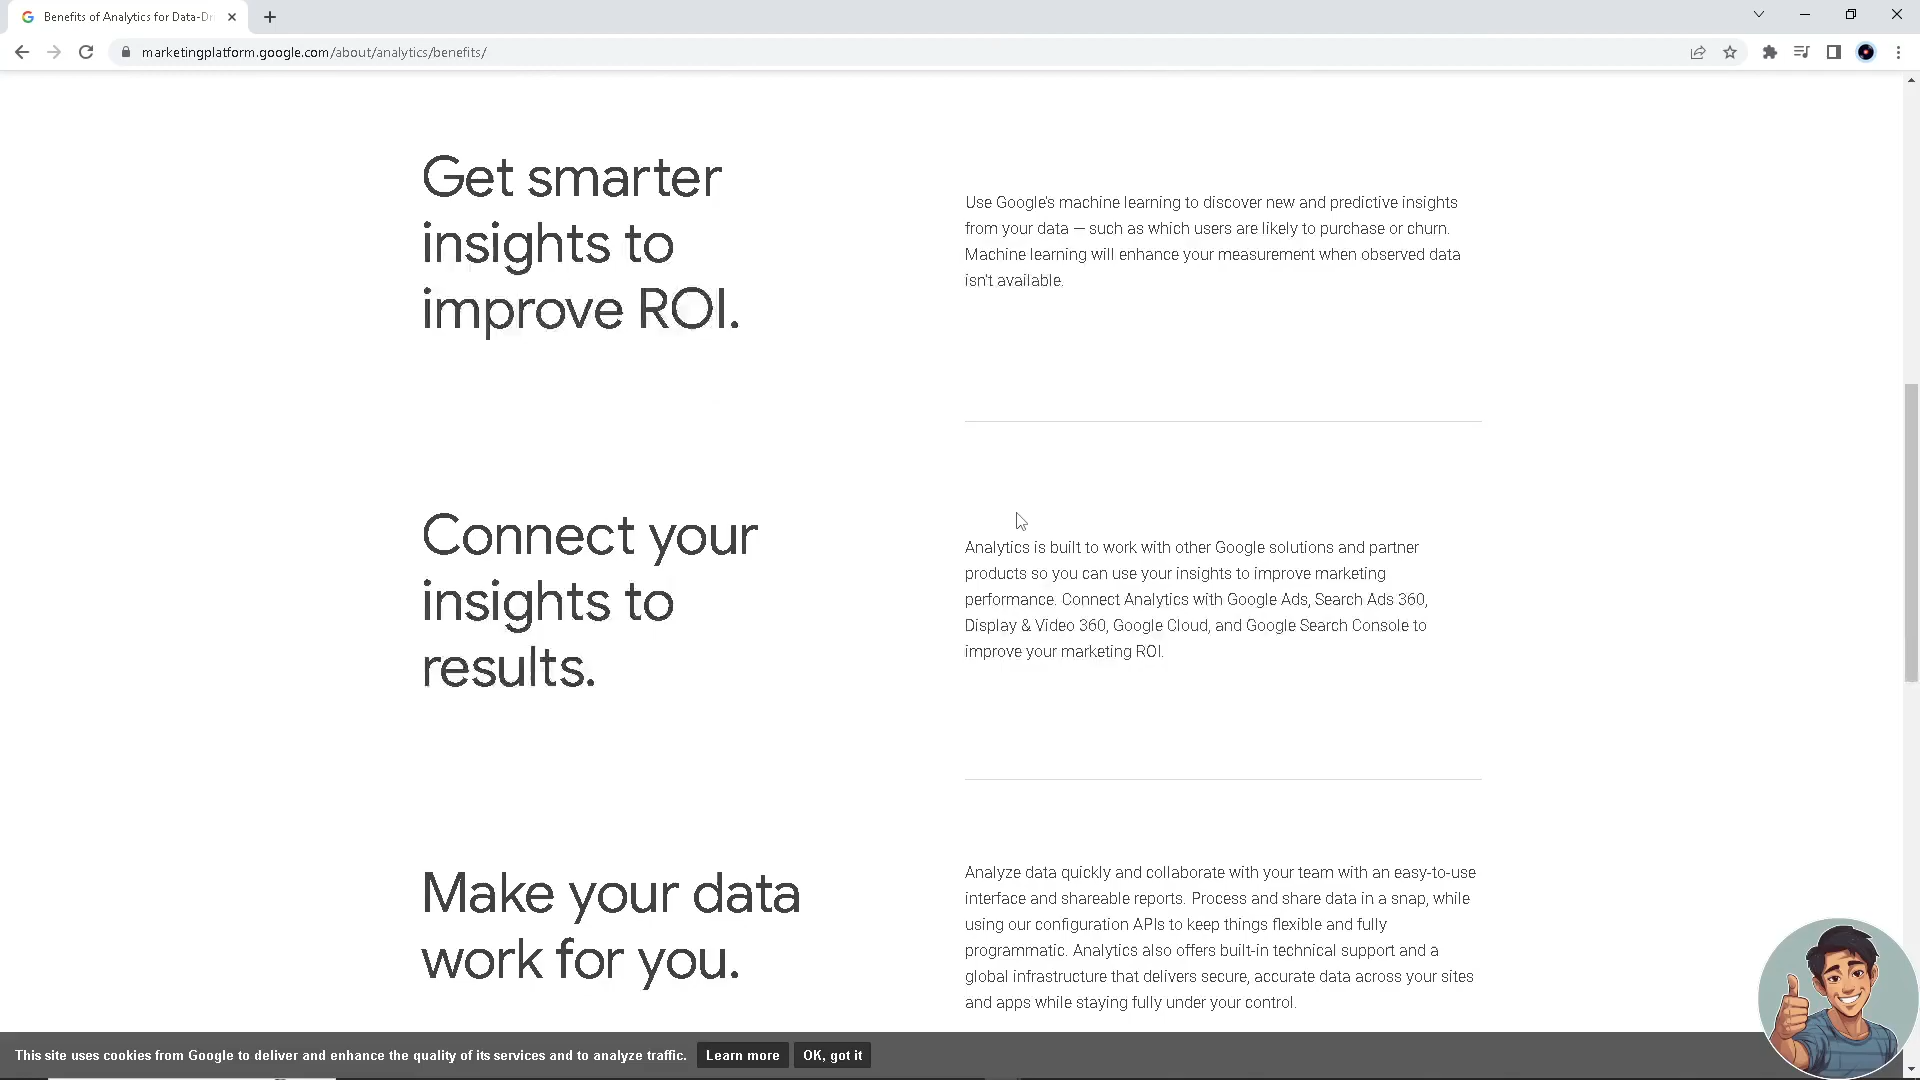 Benefits of Analytics for Data-Dr
marketingplatform.google.com/about/analytics/benefits/
Get smarter
insights to
improve ROI.
Use Google's machine learning to discover new and predictive insights
from your data — such as which users are likely to purchase or churn.
Machine learning will enhance your measurement when observed data
isn't available.
Connect your
insights to
results.
Analytics is built to work with other Google solutions and partner
products so you can use your insights to improve marketing
performance. Connect Analytics with Google Ads, Search Ads 360,
Display & Video 360, Google Cloud, and Google Search Console to
improve your marketing ROI.
Make your data
work for you.
Analyze data quickly and collaborate with your team with an easy-to-use
interface and shareable reports. Process and share data in a snap, while
using our configuration APIs to keep things flexible and fully
programmatic. Analytics also offers built-in technical support and a
global infrastructure that delivers secure, accurate data across your sites
and apps while staying fully under your control.
This site uses cookies from Google to deliver and enhance the quality of its services and to analyze traffic. Learn more OK, got it